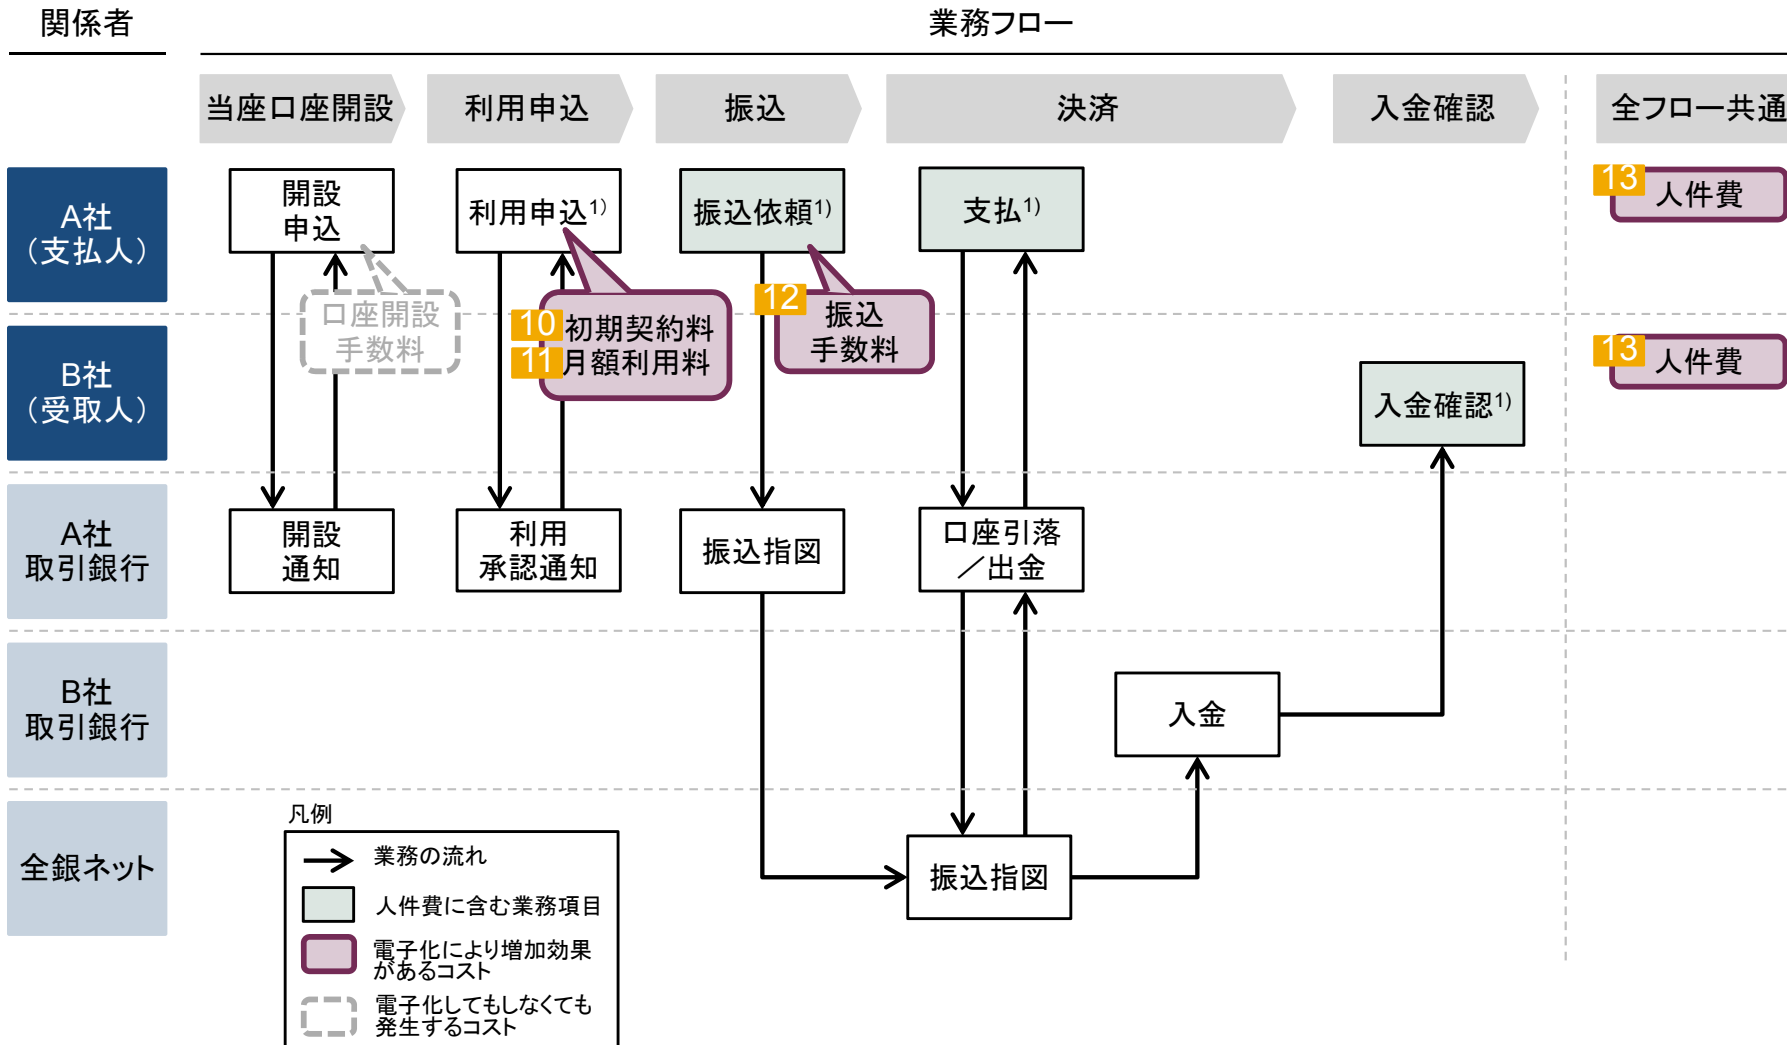 関係者
業務フロー
当座口座開設
利用申込
振込
決済
入金確認
全フロー共通
A社
（支払人）
開設
申込
利用申込1)
振込依頼1)
支払1)
13
人件費
口座開設
手数料
10
初期契約料
11
月額利用料
12
振込
手数料
B社
（受取人）
入金確認1)
13
人件費
A社
取引銀行
開設
通知
利用
承認通知
振込指図
口座引落
／出金
B社
取引銀行
入金
全銀ネット
振込指図
凡例
業務の流れ
人件費に含む業務項目
電子化により増加効果
があるコスト
電子化してもしなくても
発生するコスト